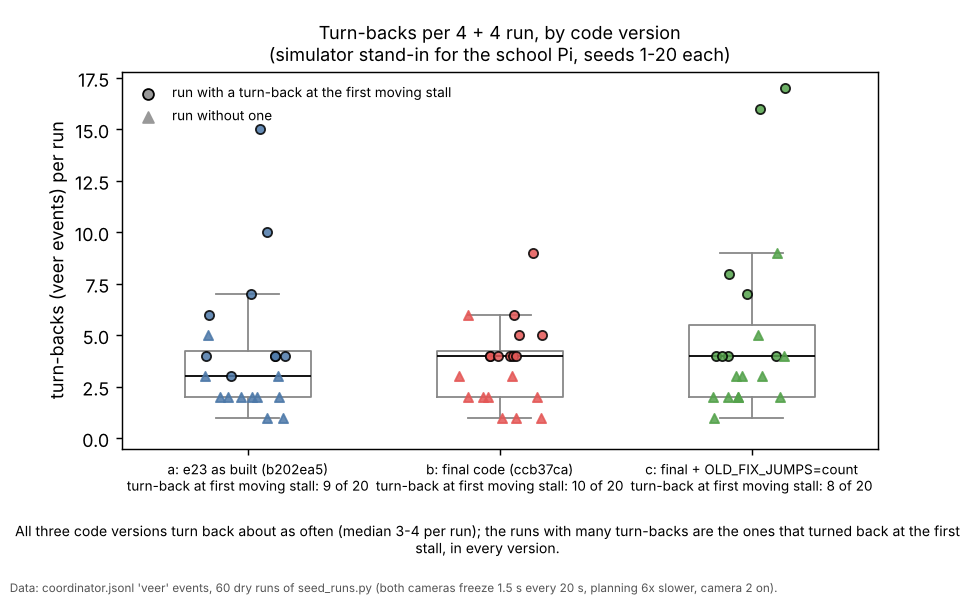 Turn-backs per 4 + 4 run, by code version
(simulator stand-in for the school Pi, seeds 1-20 each)
turn-backs (veer events) per run
17.5
15.0
12.5
10.0
7.5
5.0
2.5
0.0
run with a turn-back at the first moving stall
run without one
a: e23 as built (b202ea5)
turn-back at first moving stall: 9 of 20
b: final code (ccb37ca)
turn-back at first moving stall: 10 of 20
c: final + OLD_FIX_JUMPS=count
turn-back at first moving stall: 8 of 20
All three code versions turn back about as often (median 3-4 per run); the runs with many turn-backs are the ones that turned back at the first
stall, in every version.
Data: coordinator.jsonl 'veer' events, 60 dry runs of seed_runs.py (both cameras freeze 1.5 s every 20 s, planning 6x slower, camera 2 on).